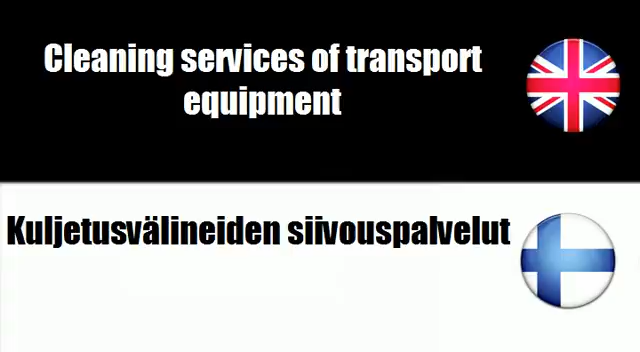 Cleaning services of transport
equipment
Kuljetusvälineiden siivouspalvelut